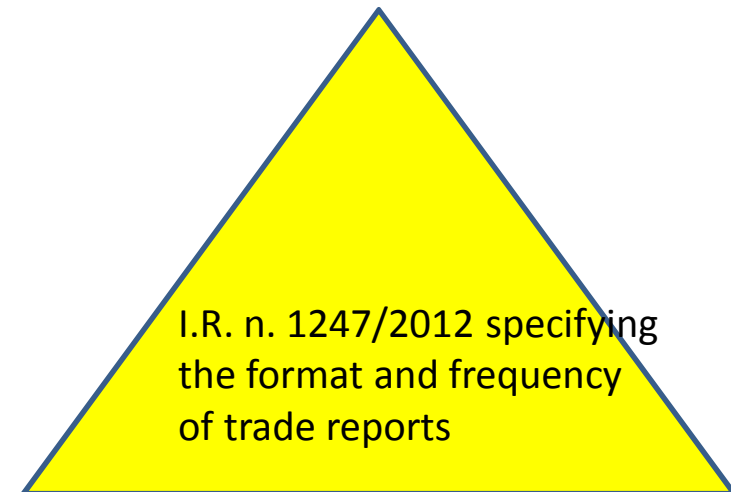 I.R. n. 1247/2012 specifying
the format and frequency
of trade reports